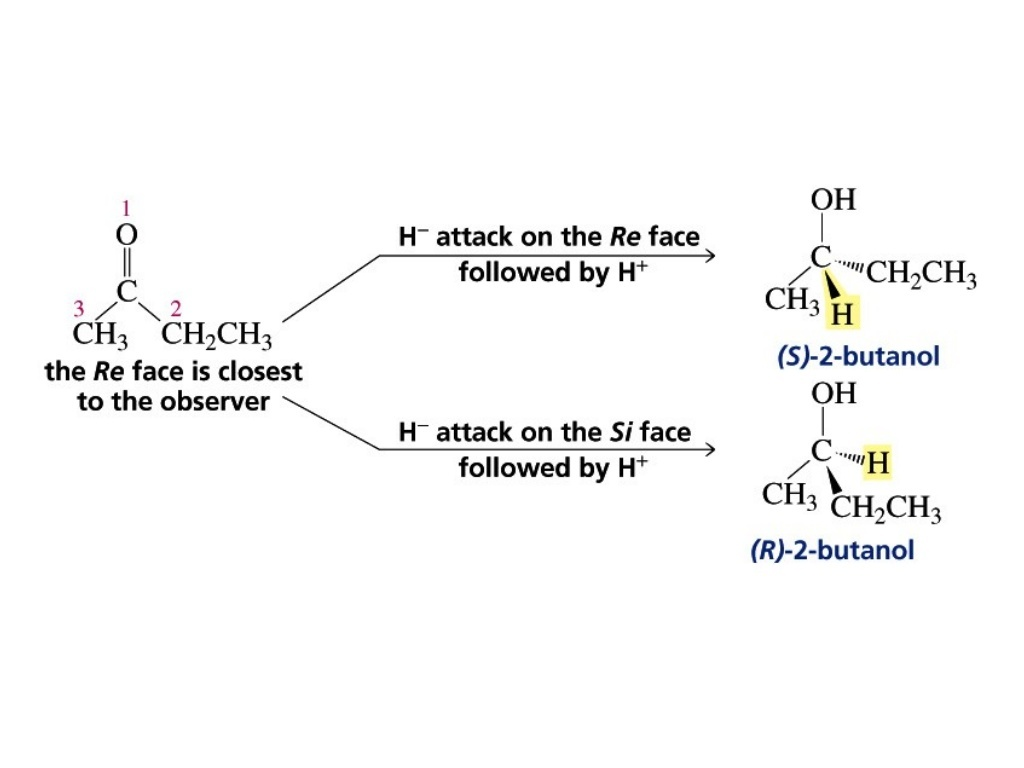 1
O
C
3 2
CH₃ CH₂CH₃
the Re face is closest
to the observer
H⁻ attack on the Re face
followed by H⁺
OH
C CH₂CH₃
CH₃ H
(S)-2-butanol
H⁻ attack on the Si face
followed by H⁺
OH
C H
CH₃ CH₂CH₃
(R)-2-butanol